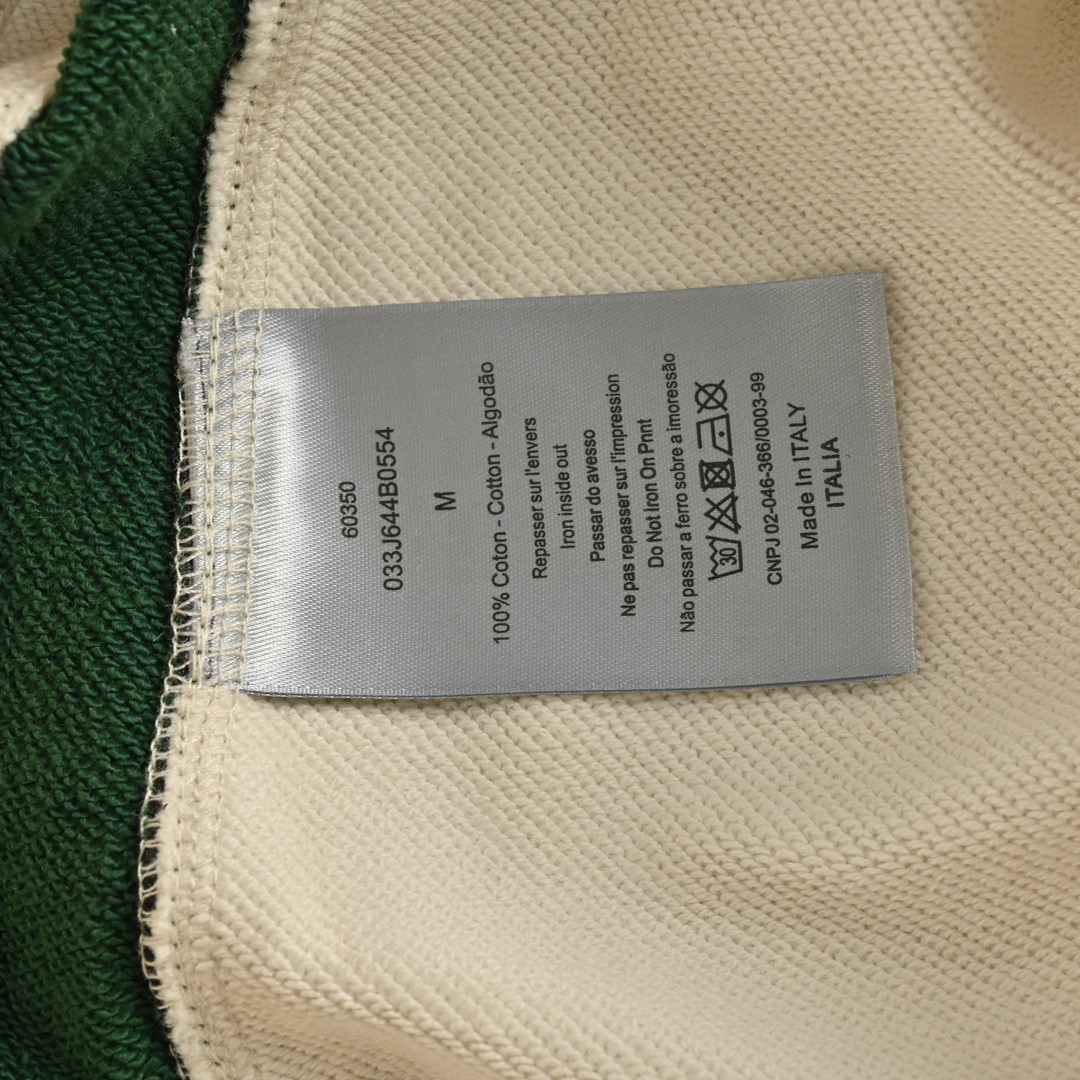 60350
033J644B0554
M
100% Coton - Cotton - Algodão
Repasser sur l'envers
Iron inside out
Passar do avesso
Ne pas repasser sur l'impression
Do Not Iron On Pnnt
Não passar a ferro sobre a imoressão
30
CNPJ 02-046-366/0003-99
Made In ITALY
ITALIA